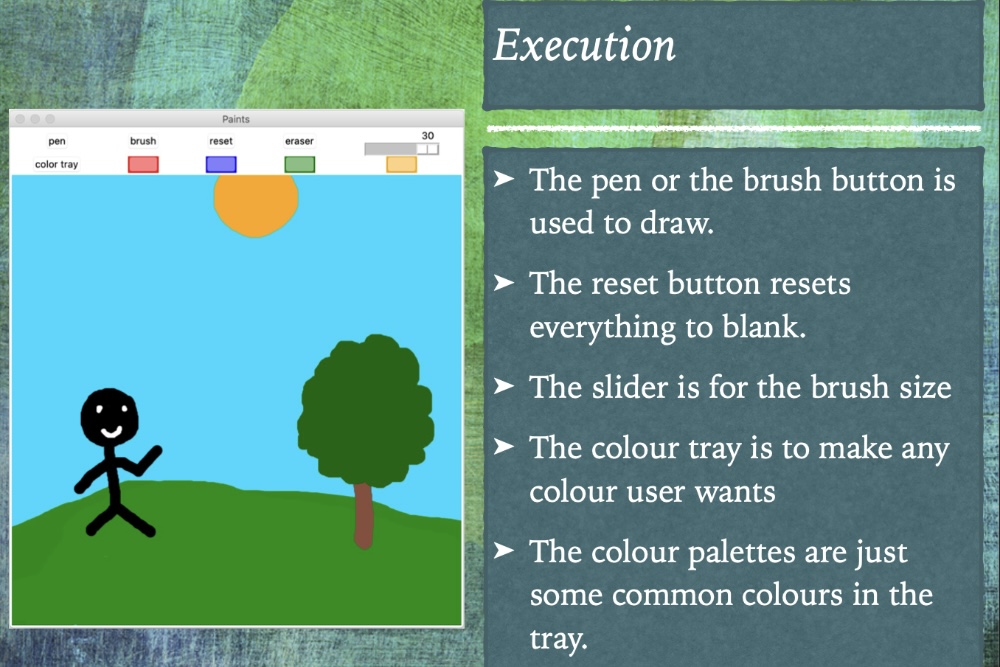 Execution
Paints
pen brush reset eraser 30
color tray
➤ The pen or the brush button is
used to draw.
➤ The reset button resets
everything to blank.
➤ The slider is for the brush size
➤ The colour tray is to make any
colour user wants
➤ The colour palettes are just
some common colours in the
tray.